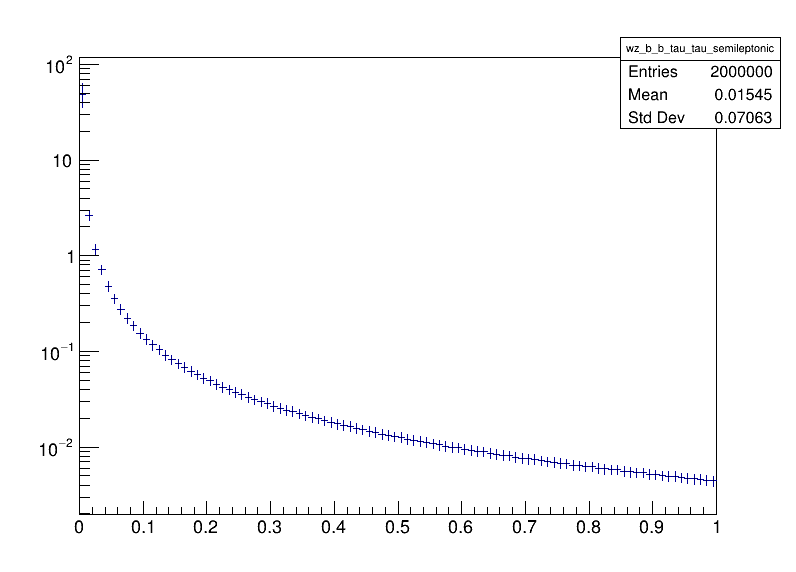 wz_b_b_tau_tau_semileptonic
Entries 2000000
Mean 0.01545
Std Dev 0.07063
10²
10
1
10⁻¹
10⁻²
0 0.1 0.2 0.3 0.4 0.5 0.6 0.7 0.8 0.9 1